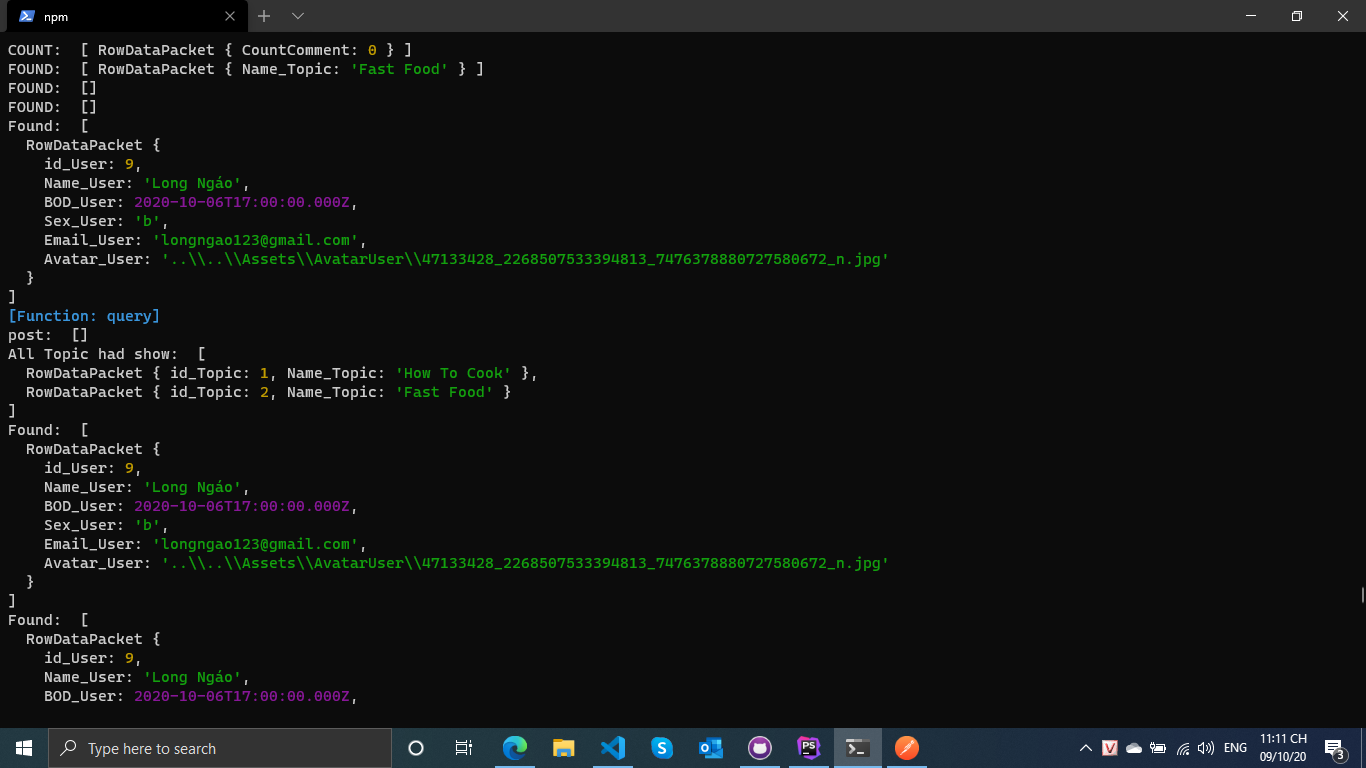 npm
COUNT:  [ RowDataPacket { CountComment: 0 } ]
FOUND:  [ RowDataPacket { Name_Topic: 'Fast Food' } ]
FOUND:  []
FOUND:  []
Found:  [
  RowDataPacket {
    id_User: 9,
    Name_User: 'Long Ngáo',
    BOD_User: 2020-10-06T17:00:00.000Z,
    Sex_User: 'b',
    Email_User: 'longngao123@gmail.com',
    Avatar_User: '..\\..\\Assets\\AvatarUser\\47133428_2268507533394813_7476378880727580672_n.jpg'
  }
]
[Function: query]
post:  []
All Topic had show:  [
  RowDataPacket { id_Topic: 1, Name_Topic: 'How To Cook' },
  RowDataPacket { id_Topic: 2, Name_Topic: 'Fast Food' }
]
Found:  [
  RowDataPacket {
    id_User: 9,
    Name_User: 'Long Ngáo',
    BOD_User: 2020-10-06T17:00:00.000Z,
    Sex_User: 'b',
    Email_User: 'longngao123@gmail.com',
    Avatar_User: '..\\..\\Assets\\AvatarUser\\47133428_2268507533394813_7476378880727580672_n.jpg'
  }
]
Found:  [
  RowDataPacket {
    id_User: 9,
    Name_User: 'Long Ngáo',
    BOD_User: 2020-10-06T17:00:00.000Z,
Type here to search
PS
V
ENG
11:11 CH
09/10/20
3